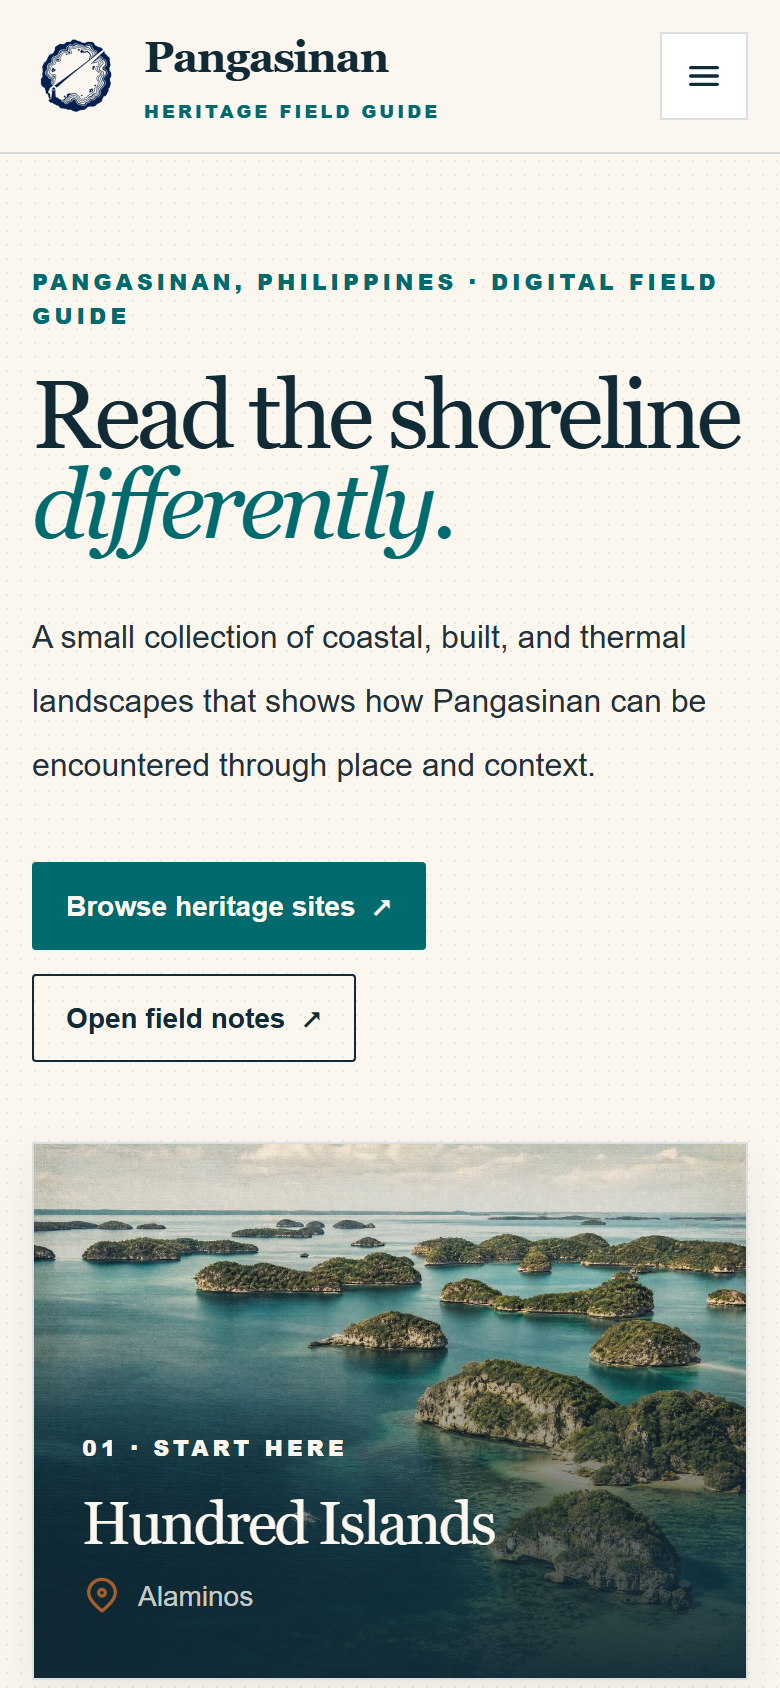 Pangasinan
HERITAGE FIELD GUIDE
PANGASINAN, PHILIPPINES · DIGITAL FIELD
GUIDE
Read the shoreline
differently.
A small collection of coastal, built, and thermal
landscapes that shows how Pangasinan can be
encountered through place and context.
Browse heritage sites ↗
Open field notes ↗
01 · START HERE
Hundred Islands
Alaminos